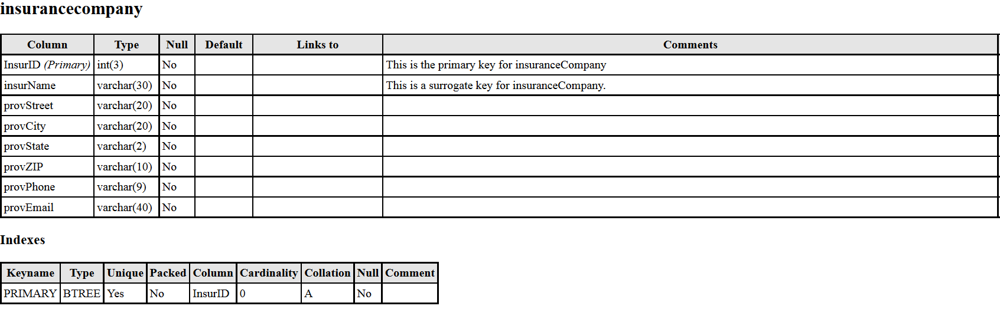 insurancecompany
Column Type Null Default Links to Comments
InsurID (Primary) int(3) No This is the primary key for insuranceCompany
insurName varchar(30) No This is a surrogate key for insuranceCompany.
provStreet varchar(20) No
provCity varchar(20) No
provState varchar(2) No
provZIP varchar(10) No
provPhone varchar(9) No
provEmail varchar(40) No
Indexes
Keyname Type Unique Packed Column Cardinality Collation Null Comment
PRIMARY BTREE Yes No InsurID 0 A No